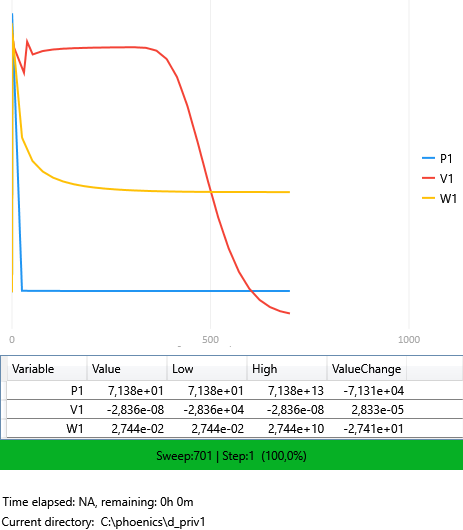 P1
V1
W1
0
500
1000
Variable Value Low High ValueChange
P1 7,138e+01 7,138e+01 7,138e+13 -7,131e+04
V1 -2,836e-08 -2,836e+04 -2,836e-08 2,833e-05
W1 2,744e-02 2,744e-02 2,744e+10 -2,741e+01
Sweep:701 | Step:1 (100,0%)
Time elapsed: NA, remaining: 0h 0m
Current directory: C:\phoenics\d_priv1